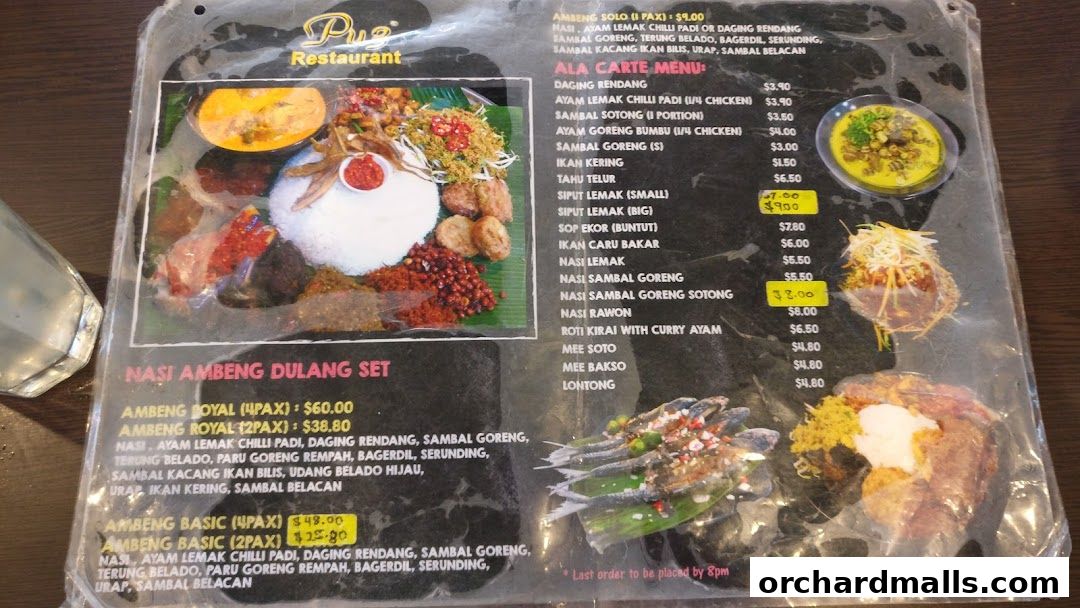 Puz
Restaurant
NASI AMBENG DULANG SET
AMBENG ROYAL (4PAX) : $60.00
AMBENG ROYAL (2PAX) : $38.80
NASI , AYAM LEMAK CHILLI PADI, DAGING RENDANG, SAMBAL GORENG,
TERUNG BELADO, PARU GORENG REMPAH, BAGERDIL, SERUNDING,
SAMBAL KACANG IKAN BILIS, UDANG BELADO HIJAU,
URAP, IKAN KERING, SAMBAL BELACAN
AMBENG BASIC (4PAX) $48.00
AMBENG BASIC (2PAX) $28.80
NASI , AYAM LEMAK CHILLI PADI, DAGING RENDANG, SAMBAL GORENG,
TERUNG BELADO, PARU GORENG REMPAH, BAGERDIL, SERUNDING,
URAP, SAMBAL BELACAN
AMBENG SOLO (1 PAX) : $9.00
NASI , AYAM LEMAK CHILLI PADI OR DAGING RENDANG
SAMBAL GORENG, TERUNG BELADO, BAGERDIL, SERUNDING,
SAMBAL KACANG IKAN BILIS, URAP, SAMBAL BELACAN
ALA CARTE MENU:
DAGING RENDANG $3.90
AYAM LEMAK CHILLI PADI (1/4 CHICKEN) $3.90
SAMBAL SOTONG (1 PORTION) $3.50
AYAM GORENG BUMBU (1/4 CHICKEN) $4.00
SAMBAL GORENG (S) $3.00
IKAN KERING $1.50
TAHU TELUR $6.50
SIPUT LEMAK (SMALL) $7.00
SIPUT LEMAK (BIG) $9.00
SOP EKOR (BUNTUT) $7.80
IKAN CARU BAKAR $6.00
NASI LEMAK $5.50
NASI SAMBAL GORENG $5.50
NASI SAMBAL GORENG SOTONG $8.00
NASI RAWON $8.00
ROTI KIRAI WITH CURRY AYAM $6.50
MEE SOTO $4.80
MEE BAKSO $4.80
LONTONG $4.80
* Last order to be placed by 8pm
orchardmalls.com